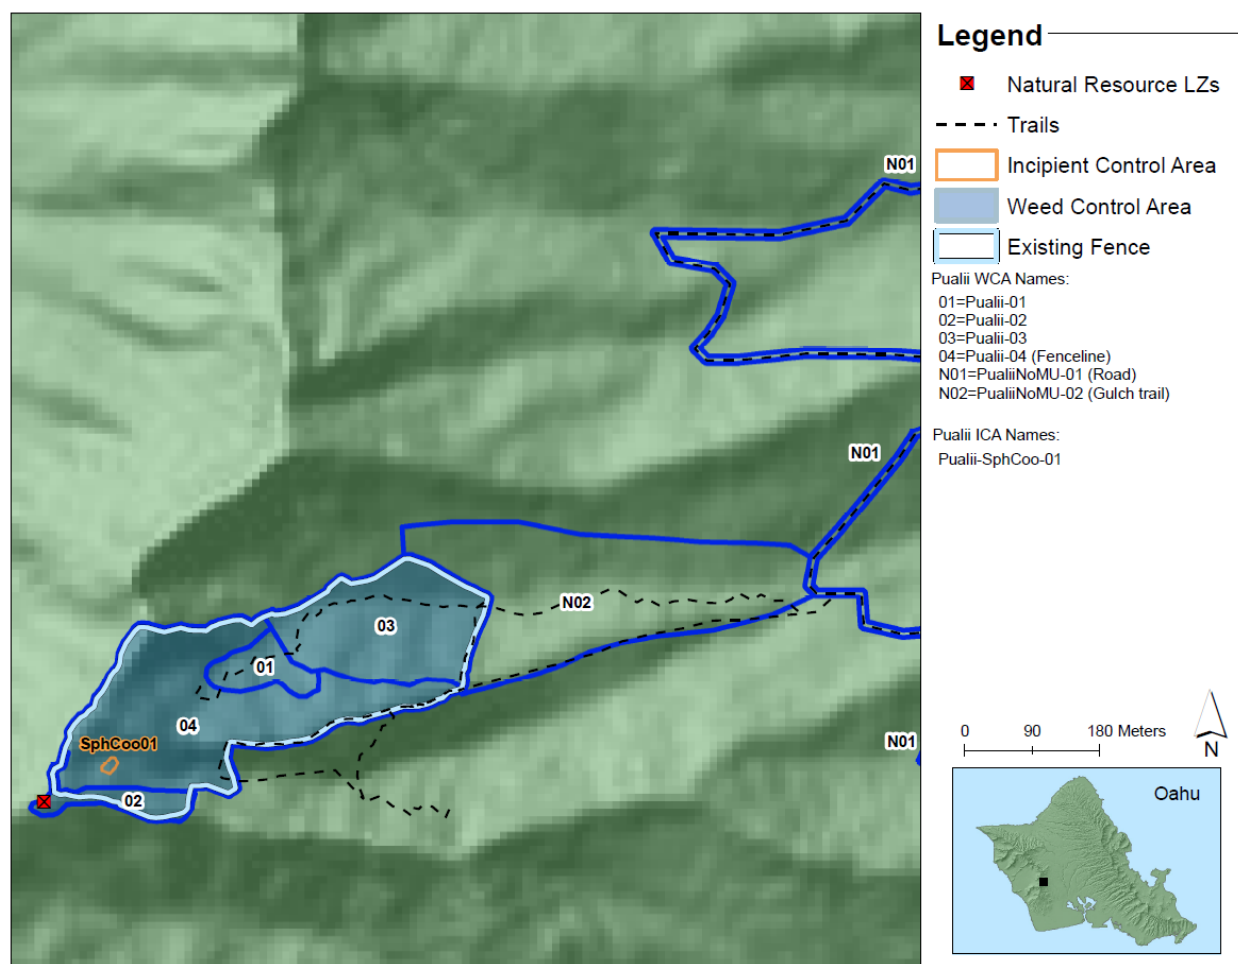 N01
N01
N02
03
01
04
SphCoo01
02
N01
Legend
Natural Resource LZs
Trails
Incipient Control Area
Weed Control Area
Existing Fence
Pualii WCA Names:
01=Pualii-01
02=Pualii-02
03=Pualii-03
04=Pualii-04 (Fenceline)
N01=PualiiNoMU-01 (Road)
N02=PualiiNoMU-02 (Gulch trail)
Pualii ICA Names:
Pualii-SphCoo-01
0 90 180 Meters
N
Oahu